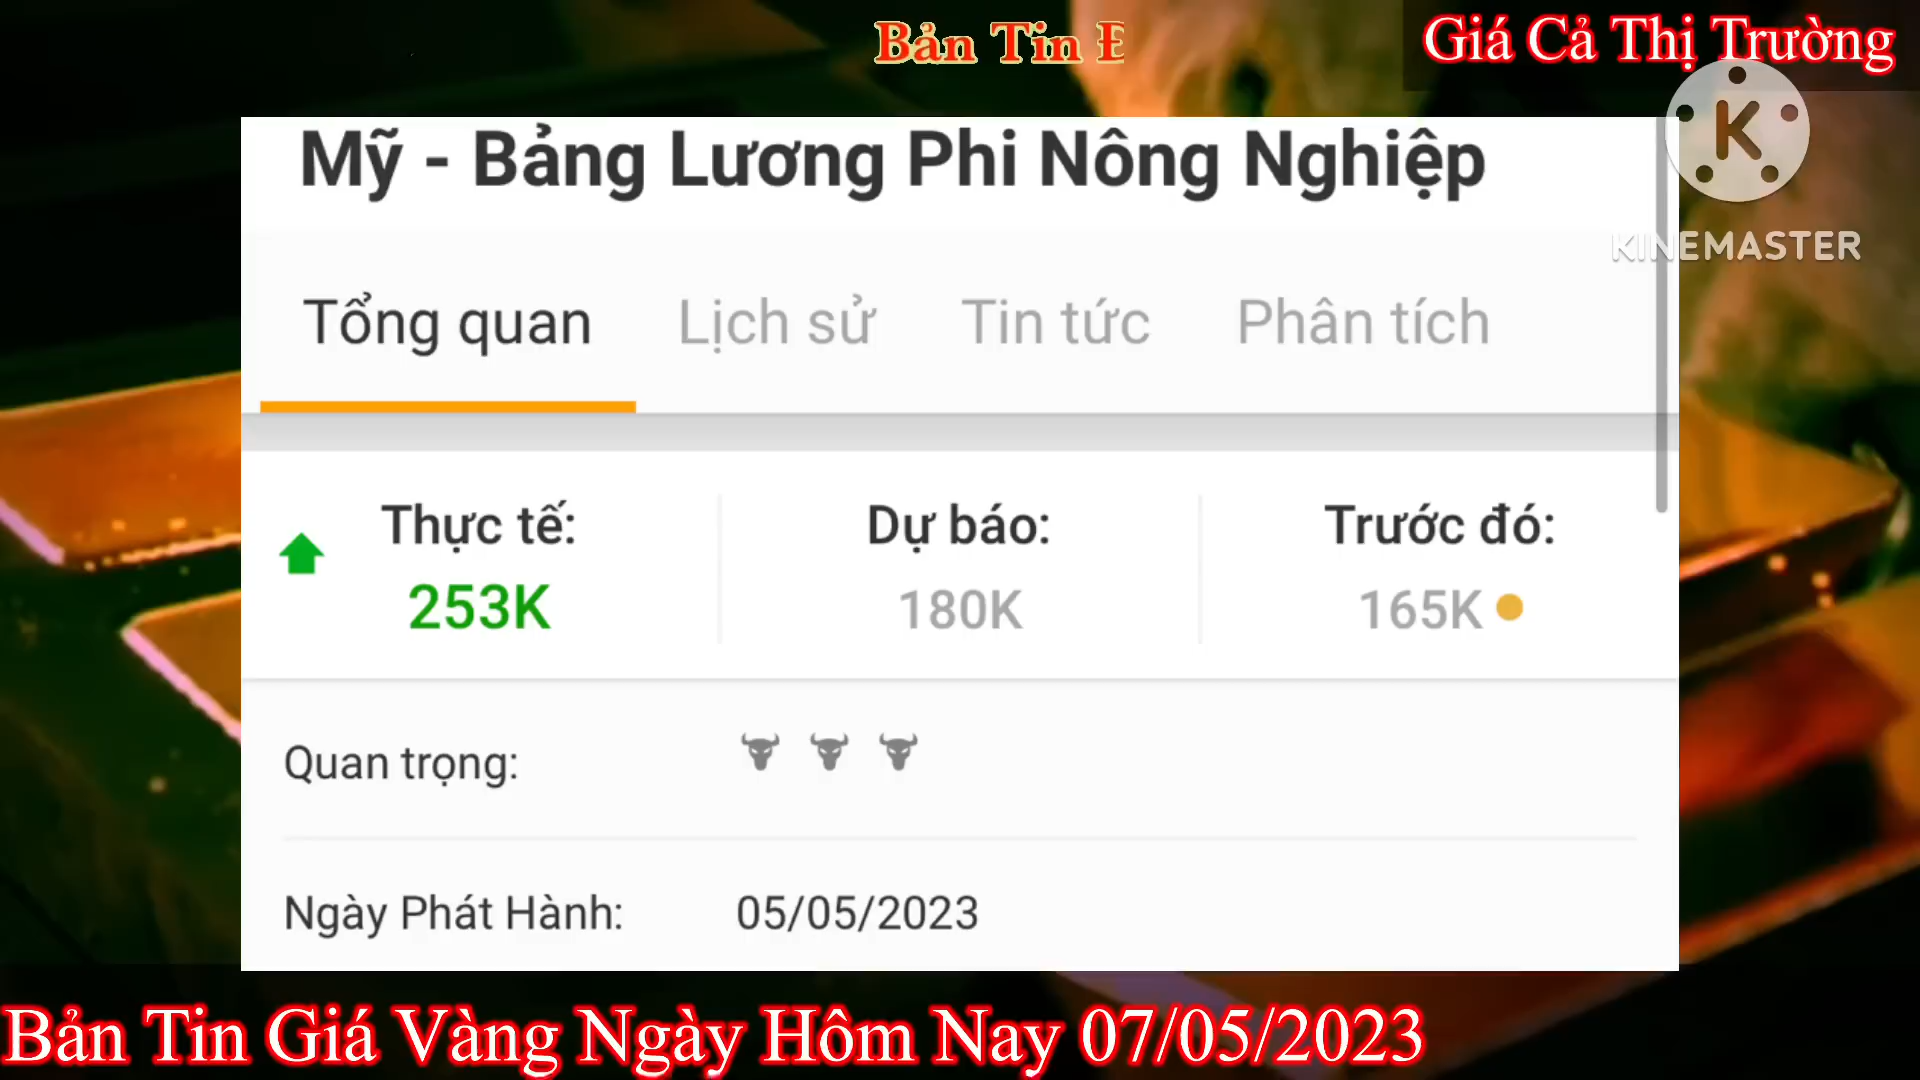 Bản Tin Đ
Giá Cả Thị Trường
K
KINEMASTER
Mỹ - Bảng Lương Phi Nông Nghiệp
Tổng quan Lịch sử Tin tức Phân tích
Thực tế: Dự báo: Trước đó:
253K 180K 165K
Quan trọng:
Ngày Phát Hành: 05/05/2023
Bản Tin Giá Vàng Ngày Hôm Nay 07/05/2023